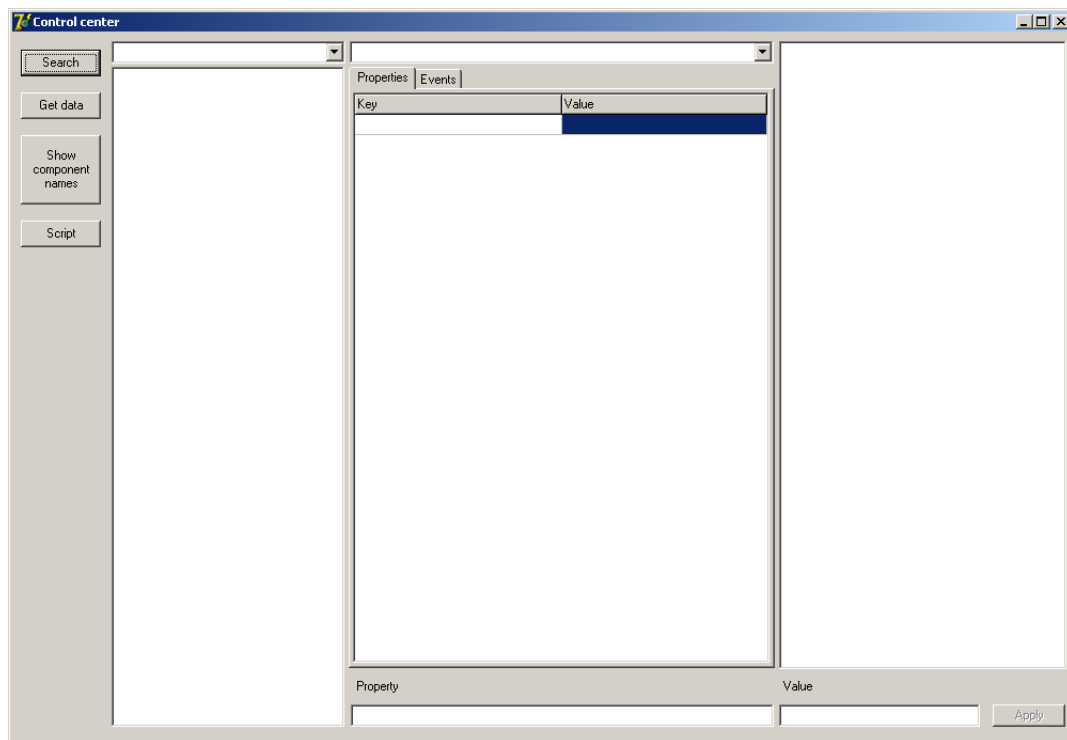 Control center
Search
Get data
Show
component
names
Script
Properties Events
Key Value
Property Value
Apply